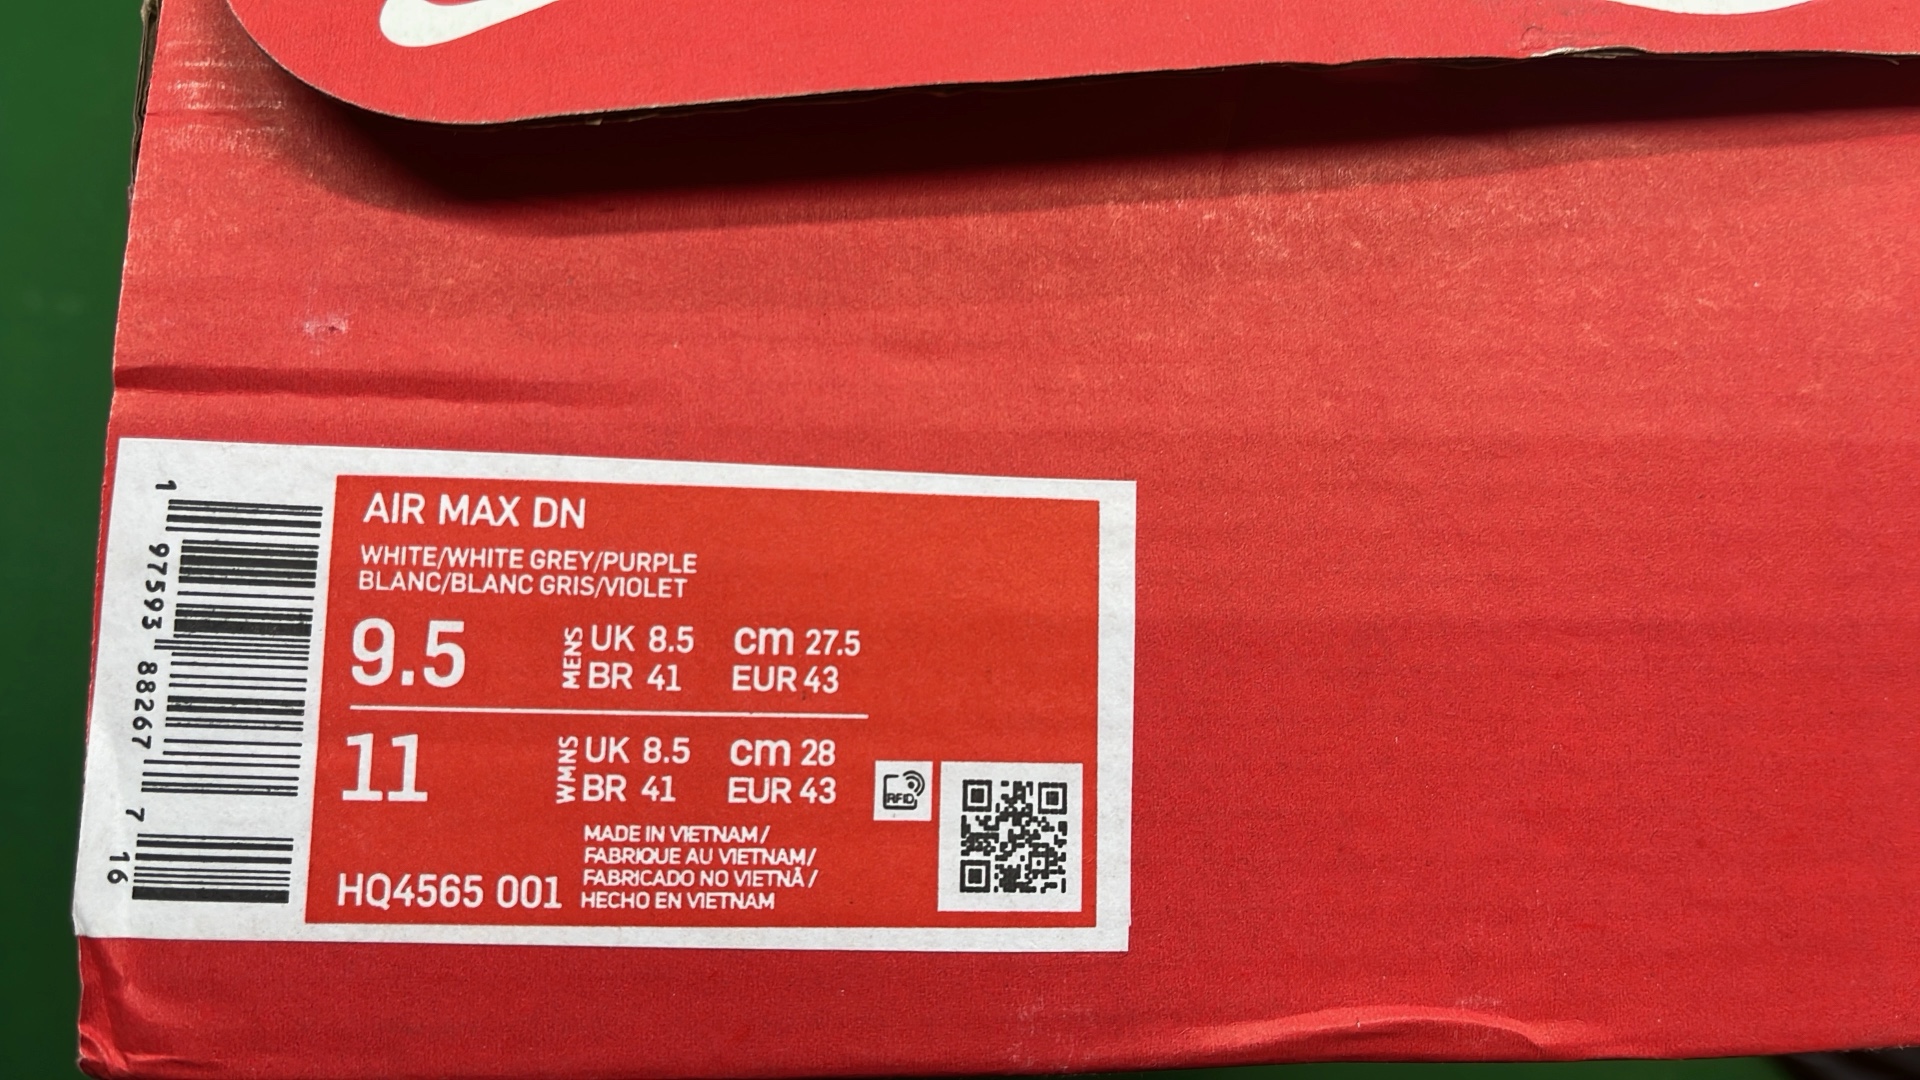 AIR MAX DN
WHITE/WHITE GREY/PURPLE
BLANC/BLANC GRIS/VIOLET
9.5 MENS UK 8.5 cm 27.5
BR 41 EUR 43
11 WMNS UK 8.5 cm 28
BR 41 EUR 43
MADE IN VIETNAM/
FABRIQUE AU VIETNAM/
FABRICADO NO VIETNÃ/
HECHO EN VIETNAM
HQ4565 001
RFID
1 97593 88267 7 16